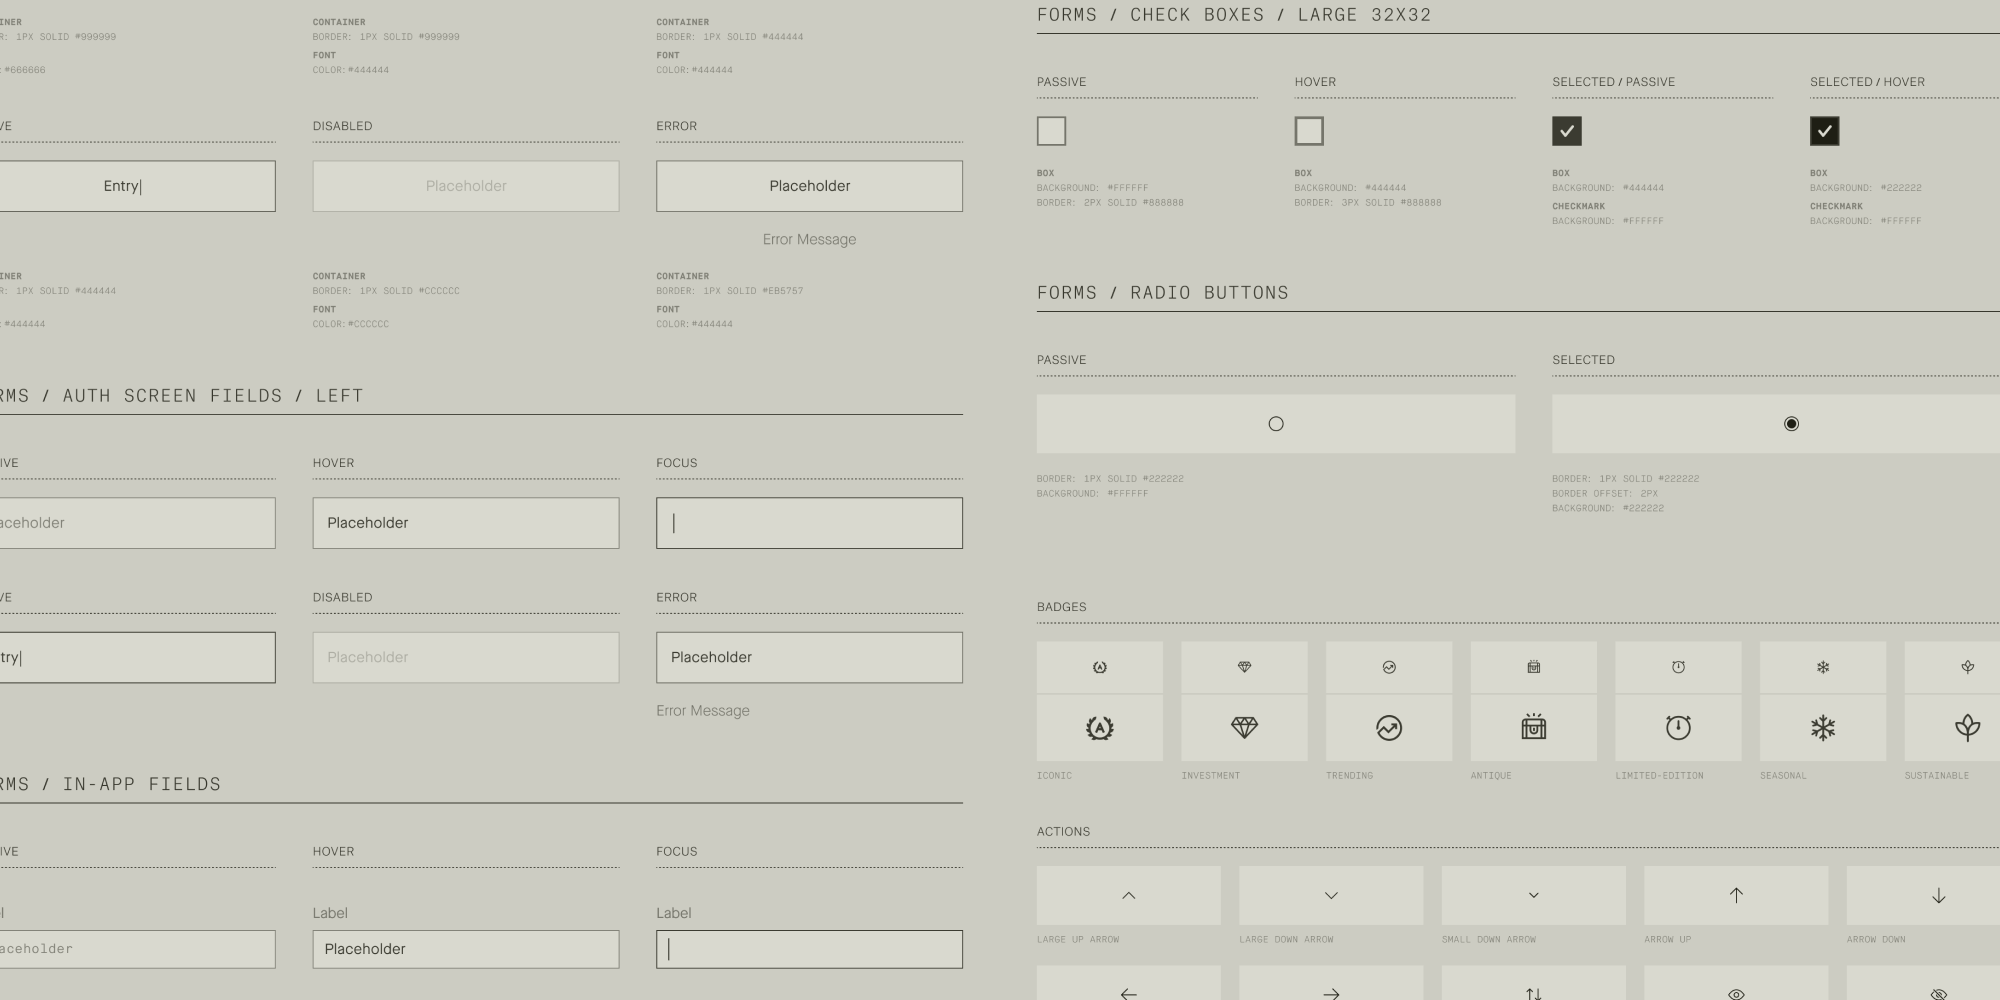 INER
CONTAINER
CONTAINER
R: 1PX SOLID #999999
BORDER: 1PX SOLID #999999
BORDER: 1PX SOLID #444444
FONT
FONT
: #666666
COLOR: #444444
COLOR: #444444
VE
DISABLED
ERROR
Entry|
Placeholder
Placeholder
Error Message
INER
CONTAINER
CONTAINER
R: 1PX SOLID #444444
BORDER: 1PX SOLID #CCCCCC
BORDER: 1PX SOLID #EB5757
FONT
FONT
: #444444
COLOR: #CCCCCC
COLOR: #444444
RMS / AUTH SCREEN FIELDS / LEFT
IVE
HOVER
FOCUS
aceholder
Placeholder
|
VE
DISABLED
ERROR
try|
Placeholder
Placeholder
Error Message
RMS / IN-APP FIELDS
IVE
HOVER
FOCUS
l
Label
Label
aceholder
Placeholder
|
FORMS / CHECK BOXES / LARGE 32X32
PASSIVE
HOVER
SELECTED / PASSIVE
SELECTED / HOVER
BOX
BOX
BOX
BOX
BACKGROUND: #FFFFFF
BACKGROUND: #444444
BACKGROUND: #444444
BACKGROUND: #222222
BORDER: 2PX SOLID #888888
BORDER: 3PX SOLID #888888
CHECKMARK
CHECKMARK
BACKGROUND: #FFFFFF
BACKGROUND: #FFFFFF
FORMS / RADIO BUTTONS
PASSIVE
SELECTED
BORDER: 1PX SOLID #222222
BACKGROUND: #FFFFFF
BORDER: 1PX SOLID #222222
BORDER OFFSET: 2PX
BACKGROUND: #222222
BADGES
A
A
ICONIC
INVESTMENT
TRENDING
ANTIQUE
LIMITED-EDITION
SEASONAL
SUSTAINABLE
ACTIONS
LARGE UP ARROW
LARGE DOWN ARROW
SMALL DOWN ARROW
ARROW UP
ARROW DOWN